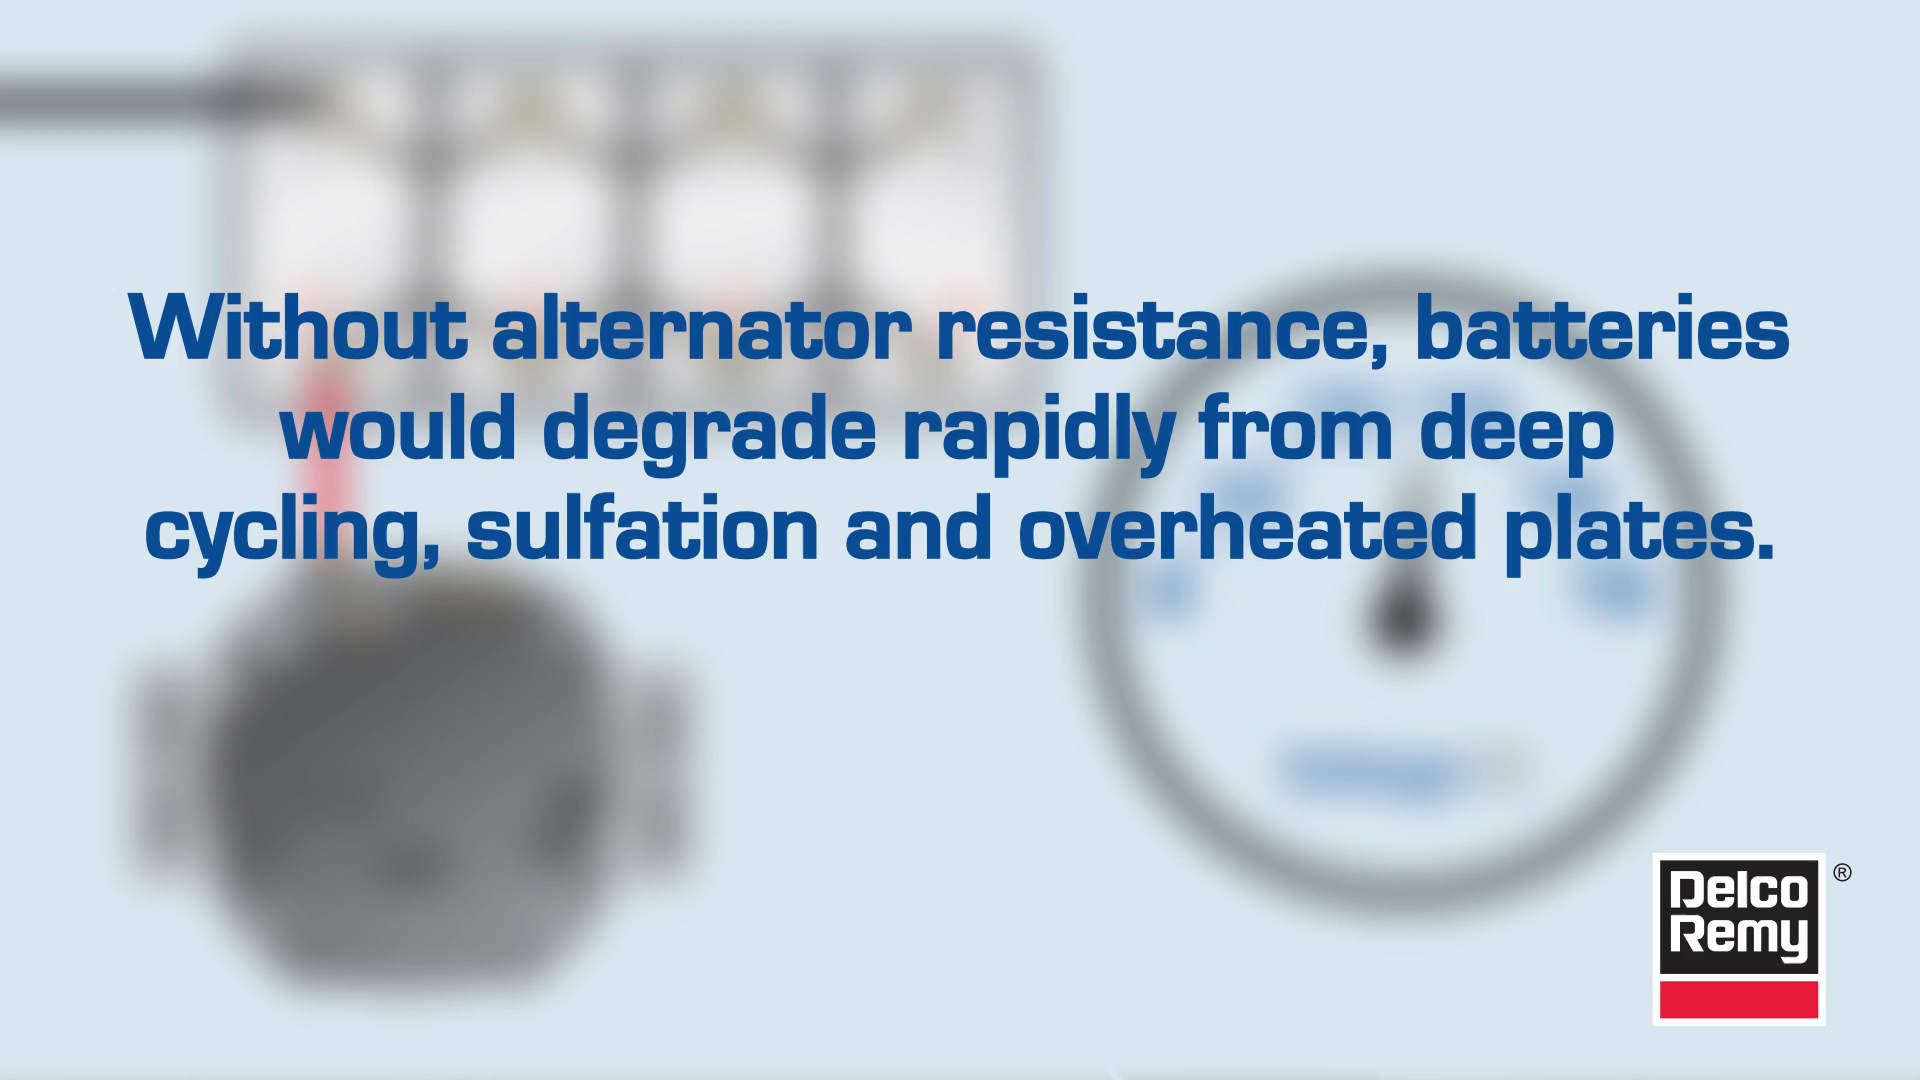 Without alternator resistance, batteries
would degrade rapidly from deep
cycling, sulfation and overheated plates.
Delco
Remy
®